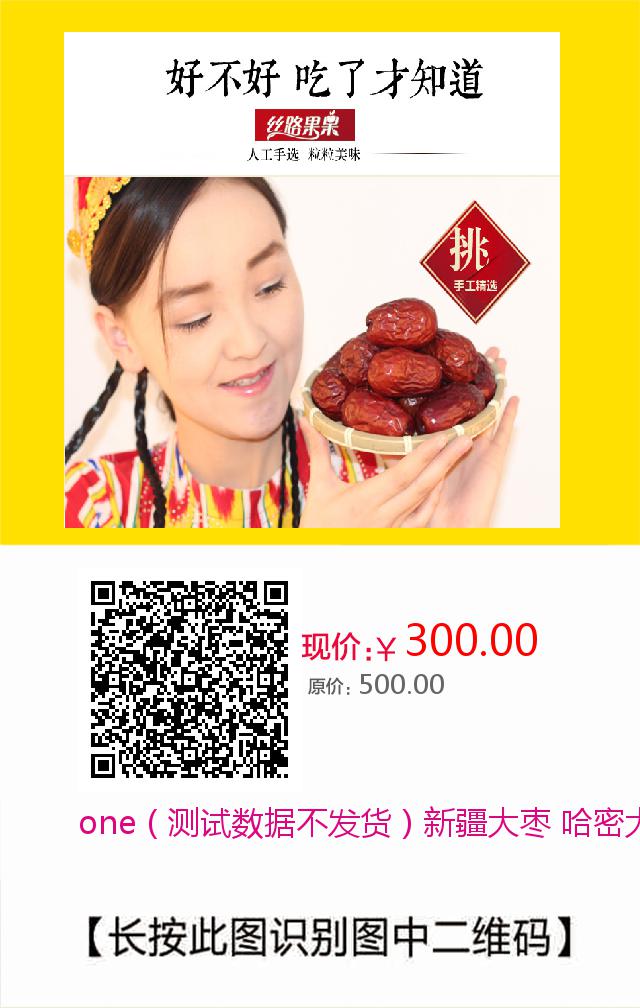 好不好 吃了才知道
丝路果果
人工手选 粒粒美味
挑
手工精选
现价:¥ 300.00
原价: 500.00
one（测试数据不发货）新疆大枣 哈密大
【长按此图识别图中二维码】